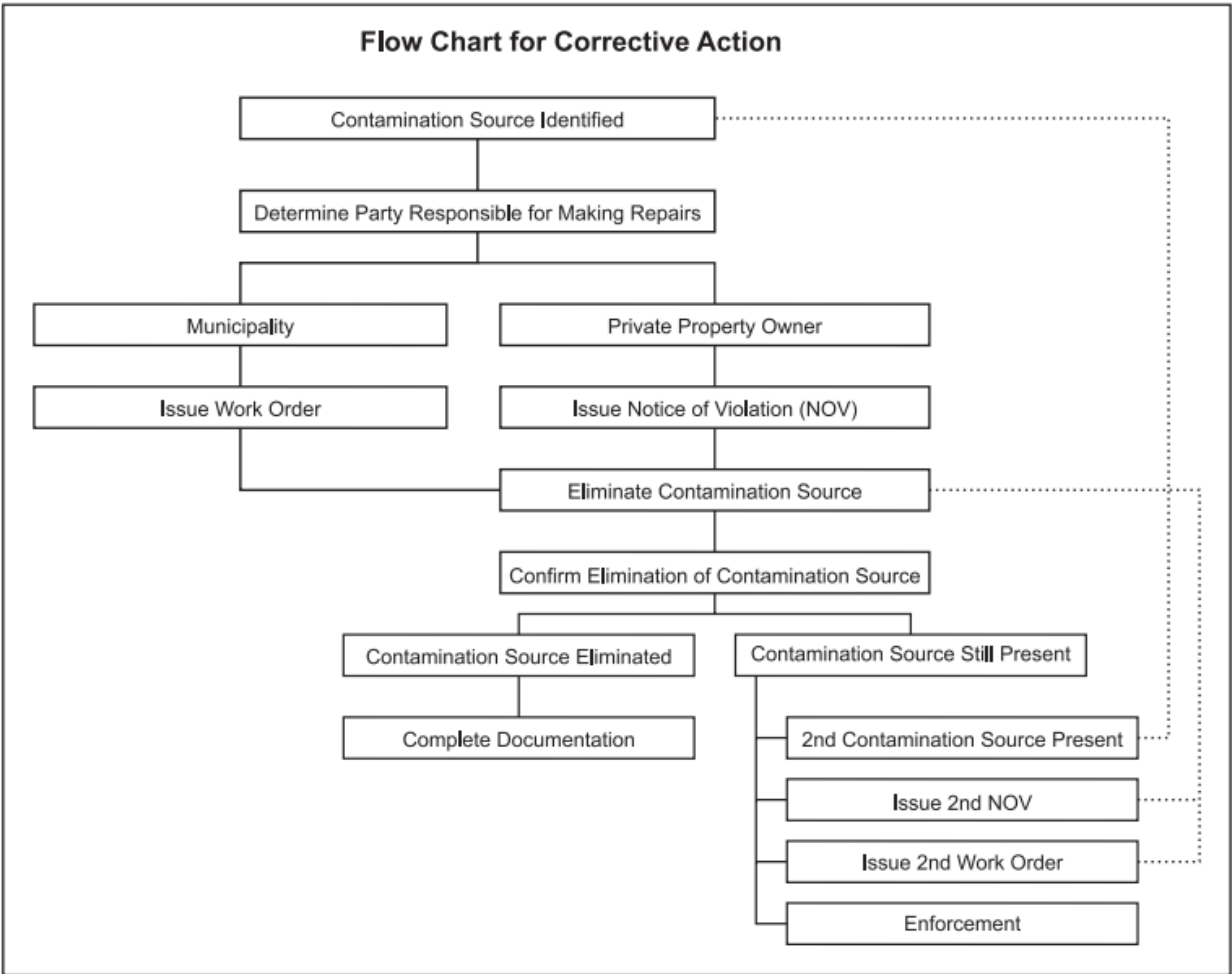 Flow Chart for Corrective Action
Contamination Source Identified
Determine Party Responsible for Making Repairs
Municipality
Private Property Owner
Issue Work Order
Issue Notice of Violation (NOV)
Eliminate Contamination Source
Confirm Elimination of Contamination Source
Contamination Source Eliminated
Contamination Source Still Present
Complete Documentation
2nd Contamination Source Present
Issue 2nd NOV
Issue 2nd Work Order
Enforcement